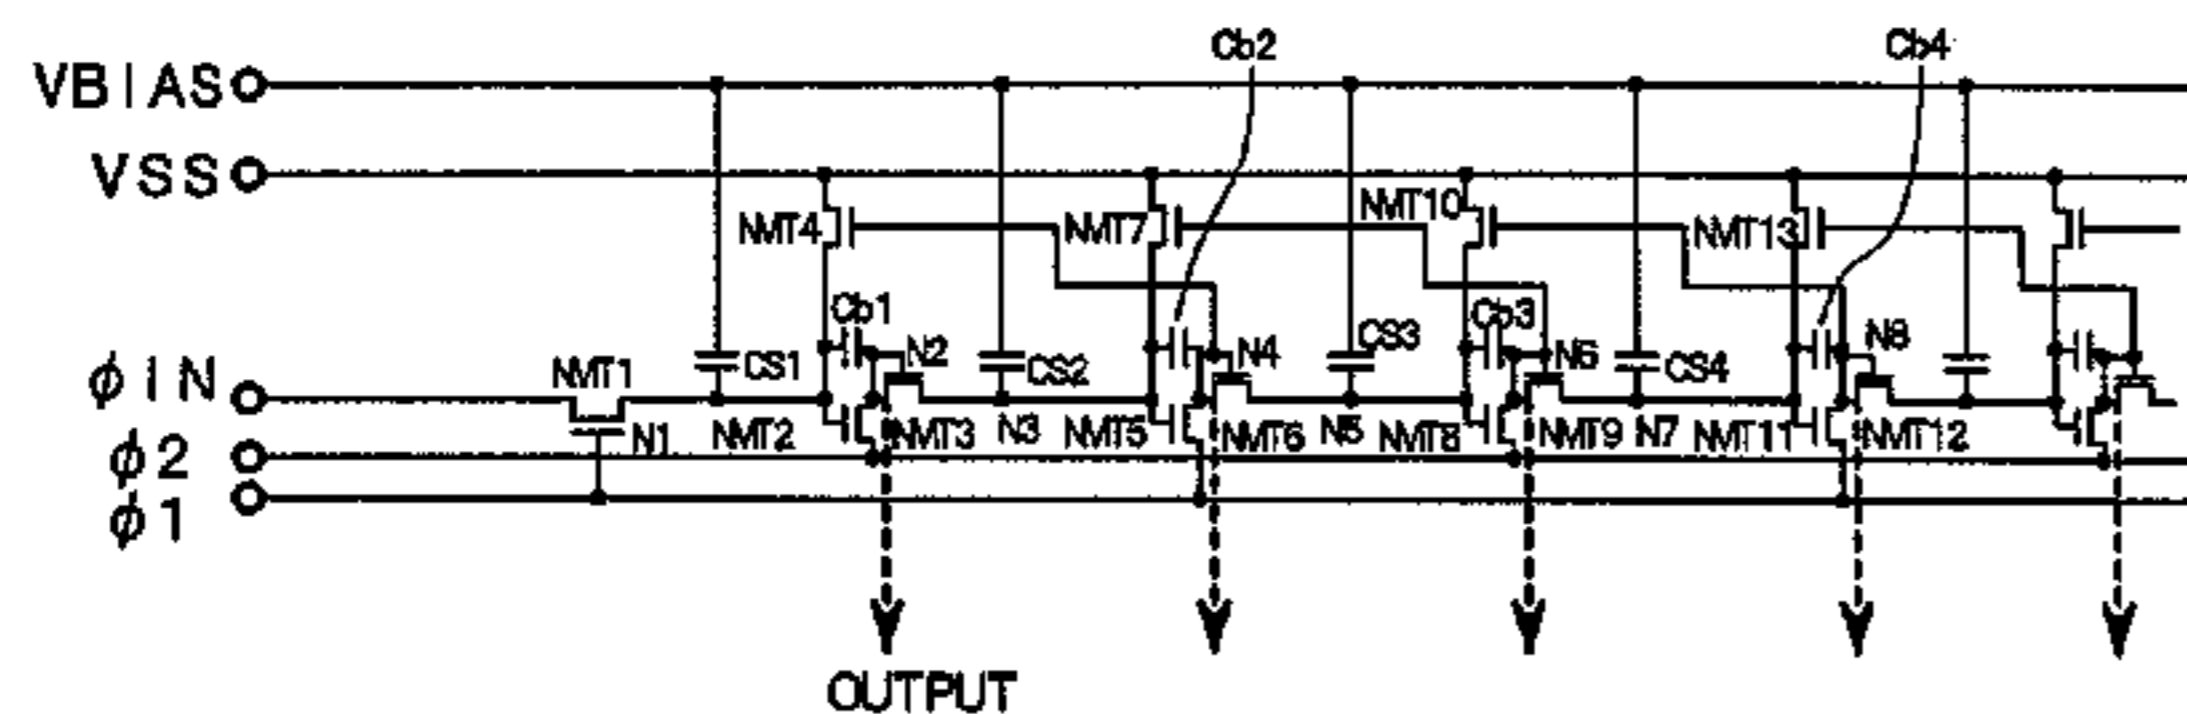 Cb2 Cb4
VBIAS
VSS
NMT4 NMT7 NMT10 NMT13
Cb1 Cb3
N2 N4 CS3 N6 N8
φIN NMT1 CS1 CS2 CS4
N1 NMT2 NMT3 N3 NMT5 NMT6 N5 NMT8 NMT9 N7 NMT11 NMT12
φ2
φ1
OUTPUT